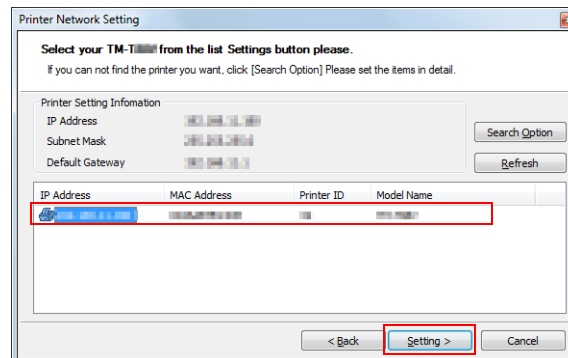 Printer Network Setting
Select your TM-T from the list Settings button please.
If you can not find the printer you want, click [Search Option] Please set the items in detail.
Printer Setting Infomation
IP Address
Subnet Mask
Default Gateway
Search Option
Refresh
IP Address MAC Address Printer ID Model Name
< Back Setting > Cancel